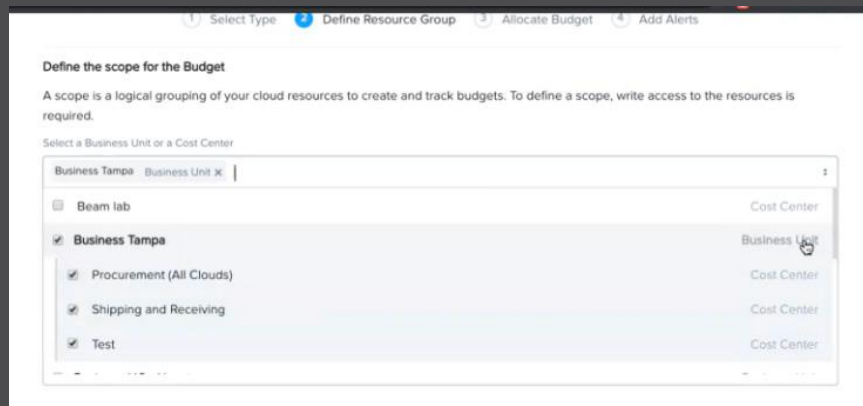 1 Select Type 2 Define Resource Group 3 Allocate Budget 4 Add Alerts
Define the scope for the Budget
A scope is a logical grouping of your cloud resources to create and track budgets. To define a scope, write access to the resources is
required.
Select a Business Unit or a Cost Center
Business Tampa Business Unit x
Beam lab Cost Center
Business Tampa Business Unit
Procurement (All Clouds) Cost Center
Shipping and Receiving Cost Center
Test Cost Center